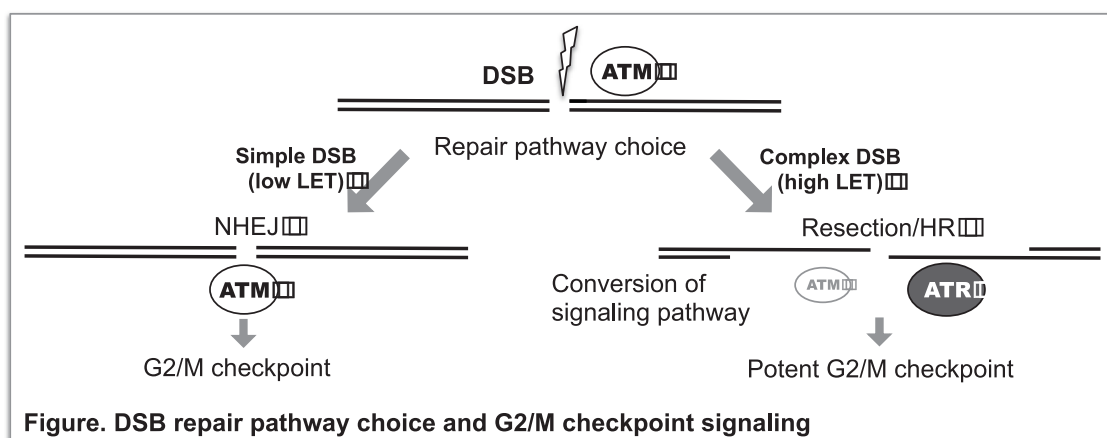 DSB
ATM
Repair pathway choice
Simple DSB
(low LET)
Complex DSB
(high LET)
NHEJ
Resection/HR
ATM
Conversion of
signaling pathway
ATM
ATR
G2/M checkpoint
Potent G2/M checkpoint
Figure. DSB repair pathway choice and G2/M checkpoint signaling